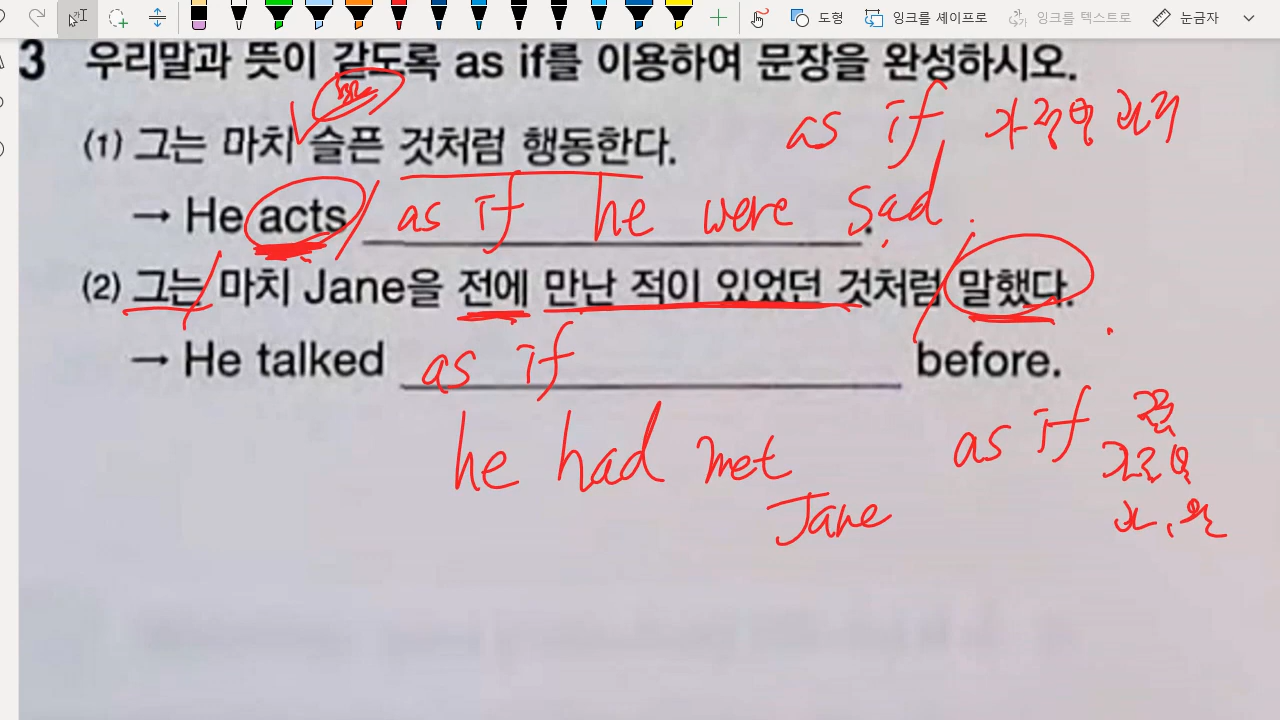 도형 잉크를 셰이프로 잉크를 텍스트로 눈금자
3 우리말과 뜻이 같도록 as if를 이용하여 문장을 완성하시오.
(1) 그는 마치 슬픈 것처럼 행동한다.
as if 가정법 과거
→ He acts as if he were sad.
(2) 그는 마치 Jane을 전에 만난 적이 있었던 것처럼 말했다.
→ He talked as if before.
he had met
Jane
as if